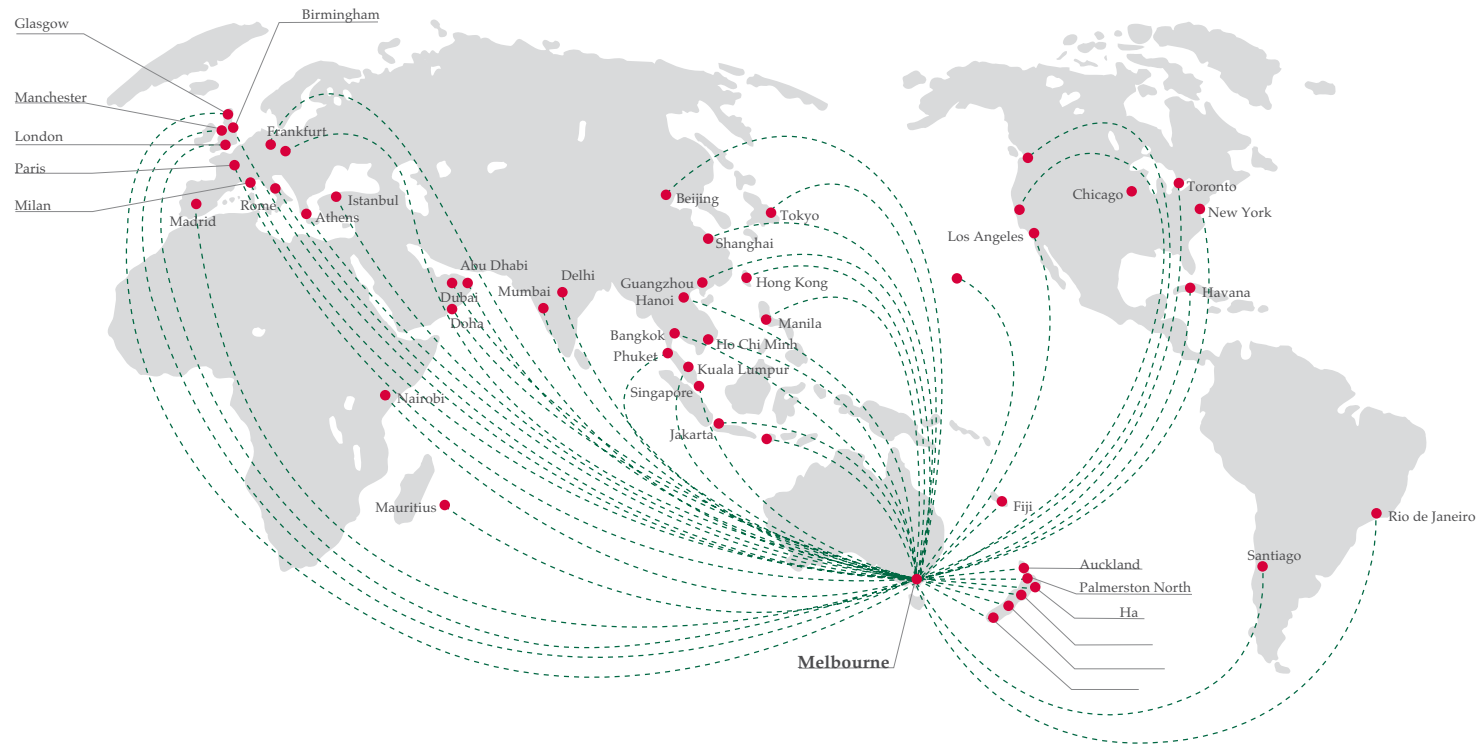 Glasgow
Birmingham
Manchester
London
Paris
Milan
Frankfurt
Rome
Madrid
Athens
Istanbul
Abu Dhabi
Dubai
Doha
Mumbai
Delhi
Nairobi
Mauritius
Beijing
Tokyo
Shanghai
Guangzhou
Hanoi
Hong Kong
Manila
Bangkok
Ho Chi Minh
Phuket
Kuala Lumpur
Singapore
Jakarta
Chicago
Toronto
New York
Los Angeles
Havana
Fiji
Rio de Janeiro
Santiago
Auckland
Palmerston North
Ha
Melbourne